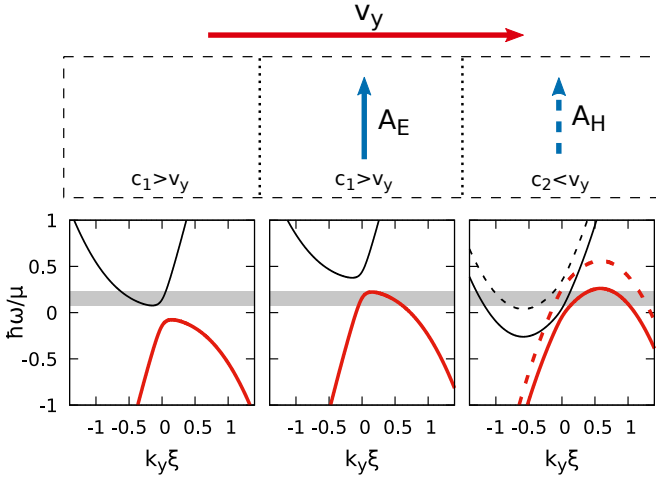 v_y
A_E
A_H
c_1>v_y
c_1>v_y
c_2<v_y
ħω/μ
1
0.5
0
-0.5
-1
-1 -0.5 0 0.5 1
-1 -0.5 0 0.5 1
-1 -0.5 0 0.5 1
k_yξ
k_yξ
k_yξ